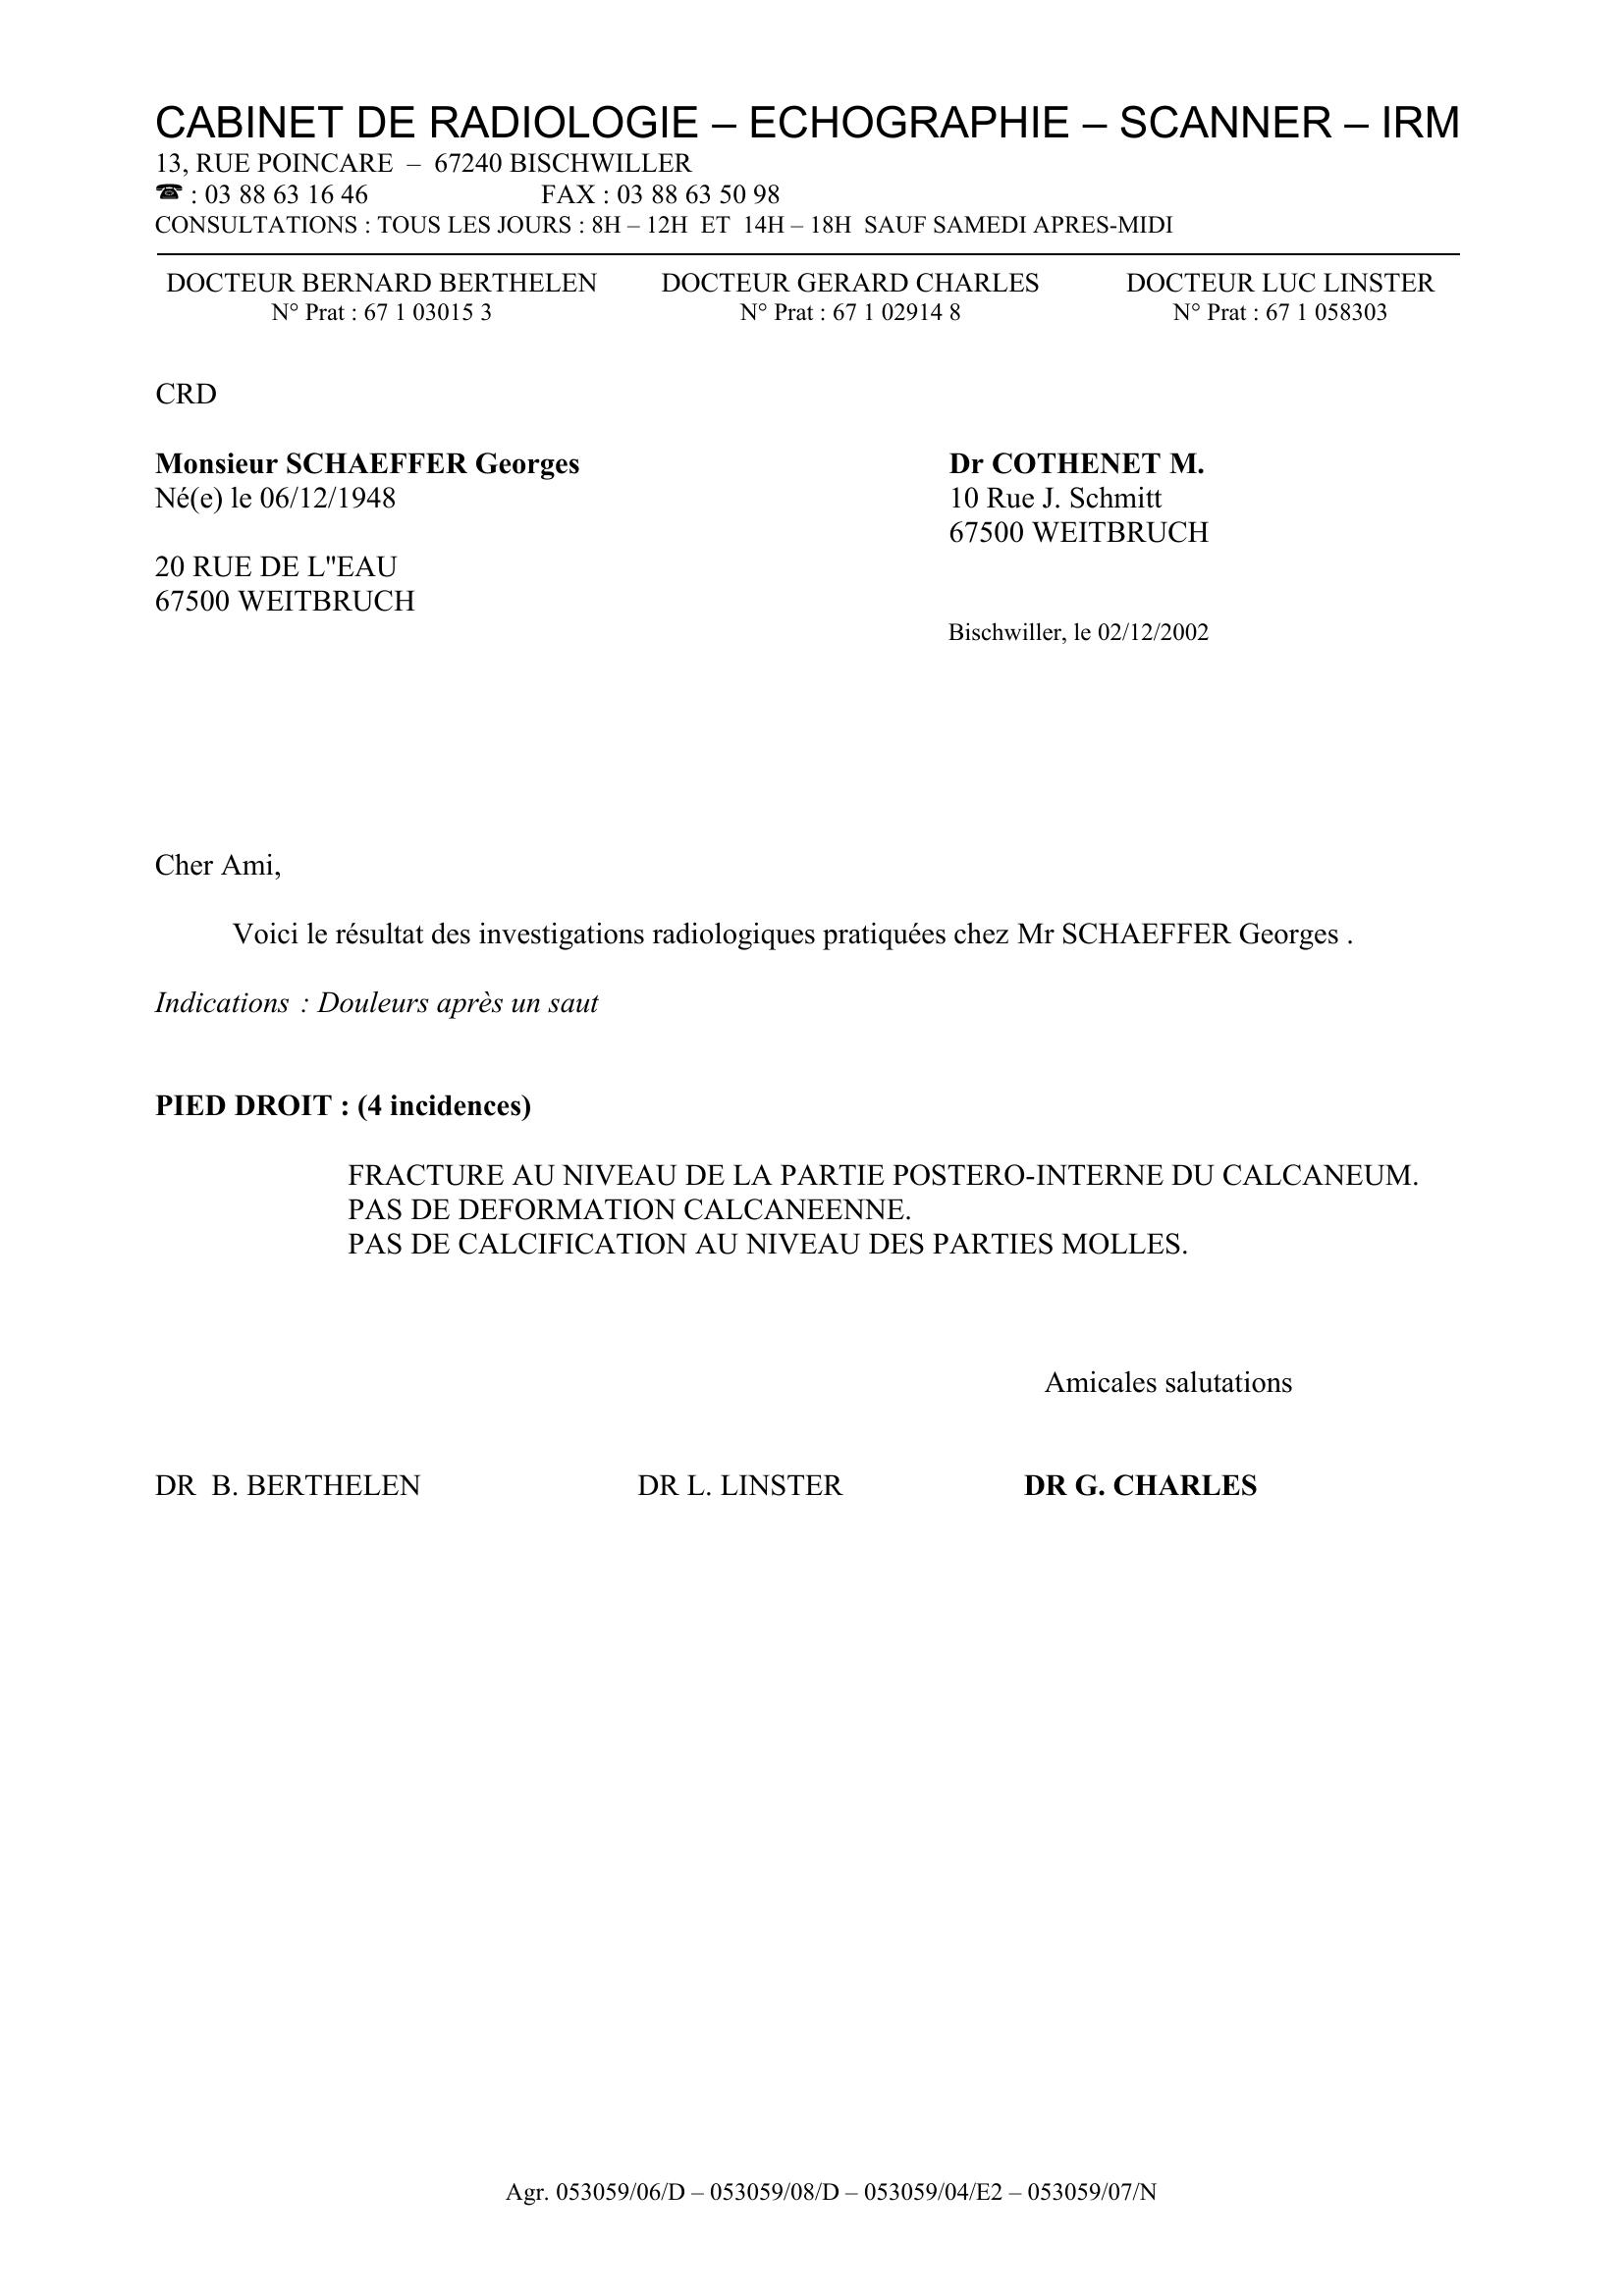 CABINET DE RADIOLOGIE – ECHOGRAPHIE – SCANNER – IRM
13, RUE POINCARE – 67240 BISCHWILLER
☎ : 03 88 63 16 46 FAX : 03 88 63 50 98
CONSULTATIONS : TOUS LES JOURS : 8H – 12H ET 14H – 18H SAUF SAMEDI APRES-MIDI
DOCTEUR BERNARD BERTHELEN DOCTEUR GERARD CHARLES DOCTEUR LUC LINSTER
N° Prat : 67 1 03015 3 N° Prat : 67 1 02914 8 N° Prat : 67 1 058303
CRD
Monsieur SCHAEFFER Georges Dr COTHENET M.
Né(e) le 06/12/1948 10 Rue J. Schmitt
67500 WEITBRUCH
20 RUE DE L"EAU
67500 WEITBRUCH
Bischwiller, le 02/12/2002
Cher Ami,
Voici le résultat des investigations radiologiques pratiquées chez Mr SCHAEFFER Georges .
Indications : Douleurs après un saut
PIED DROIT : (4 incidences)
FRACTURE AU NIVEAU DE LA PARTIE POSTERO-INTERNE DU CALCANEUM.
PAS DE DEFORMATION CALCANEENNE.
PAS DE CALCIFICATION AU NIVEAU DES PARTIES MOLLES.
Amicales salutations
DR B. BERTHELEN DR L. LINSTER DR G. CHARLES
Agr. 053059/06/D – 053059/08/D – 053059/04/E2 – 053059/07/N